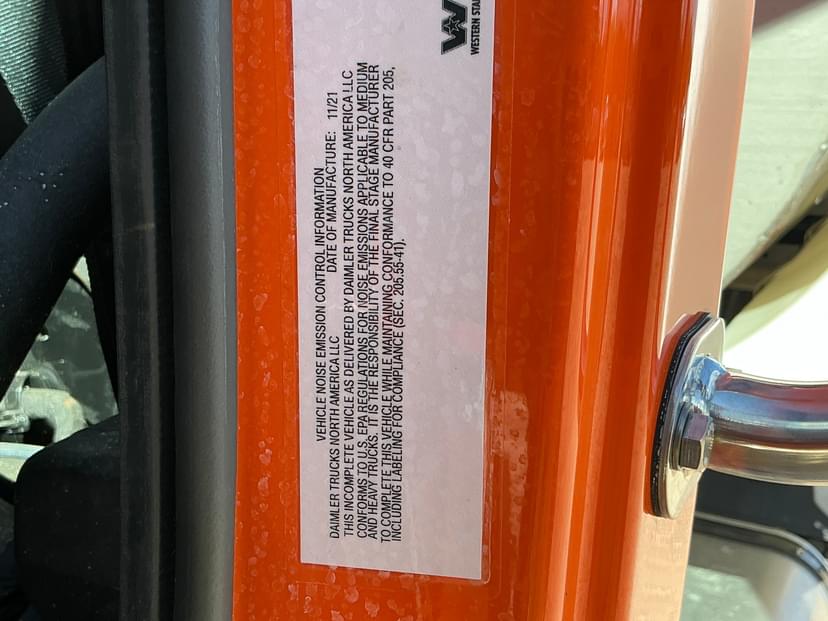 VEHICLE NOISE EMISSION CONTROL INFORMATION
DAIMLER TRUCKS NORTH AMERICA LLC DATE OF MANUFACTURE: 11/21
THIS INCOMPLETE VEHICLE AS DELIVERED BY DAIMLER TRUCKS NORTH AMERICA LLC
CONFORMS TO U.S. EPA REGULATIONS FOR NOISE EMISSIONS APPLICABLE TO MEDIUM
AND HEAVY TRUCKS. IT IS THE RESPONSIBILITY OF THE FINAL STAGE MANUFACTURER
TO COMPLETE THIS VEHICLE WHILE MAINTAINING CONFORMANCE TO 40 CFR PART 205,
INCLUDING LABELING FOR COMPLIANCE (SEC. 205.55-41).
WESTERN